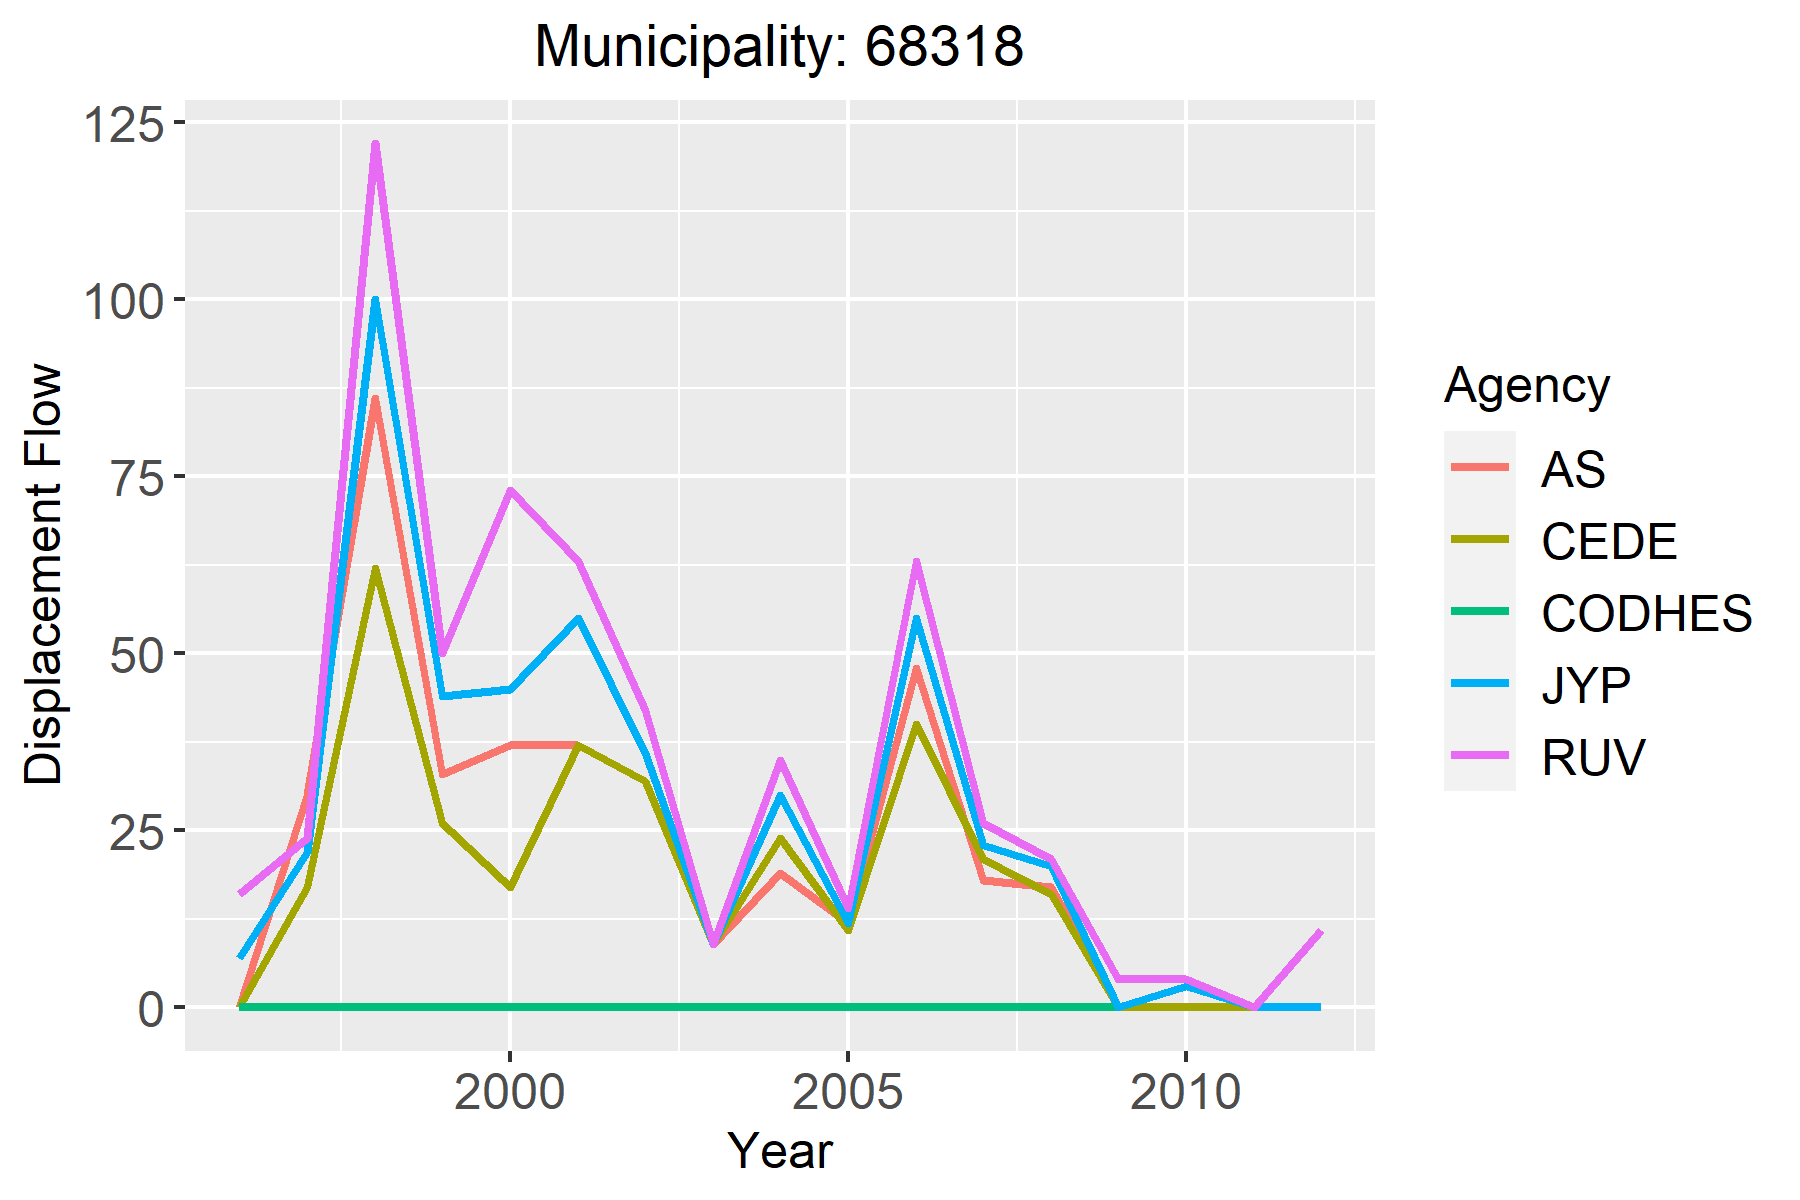 Municipality: 68318
Displacement Flow
125
100
75
50
25
0
2000 2005 2010
Year
Agency
AS
CEDE
CODHES
JYP
RUV